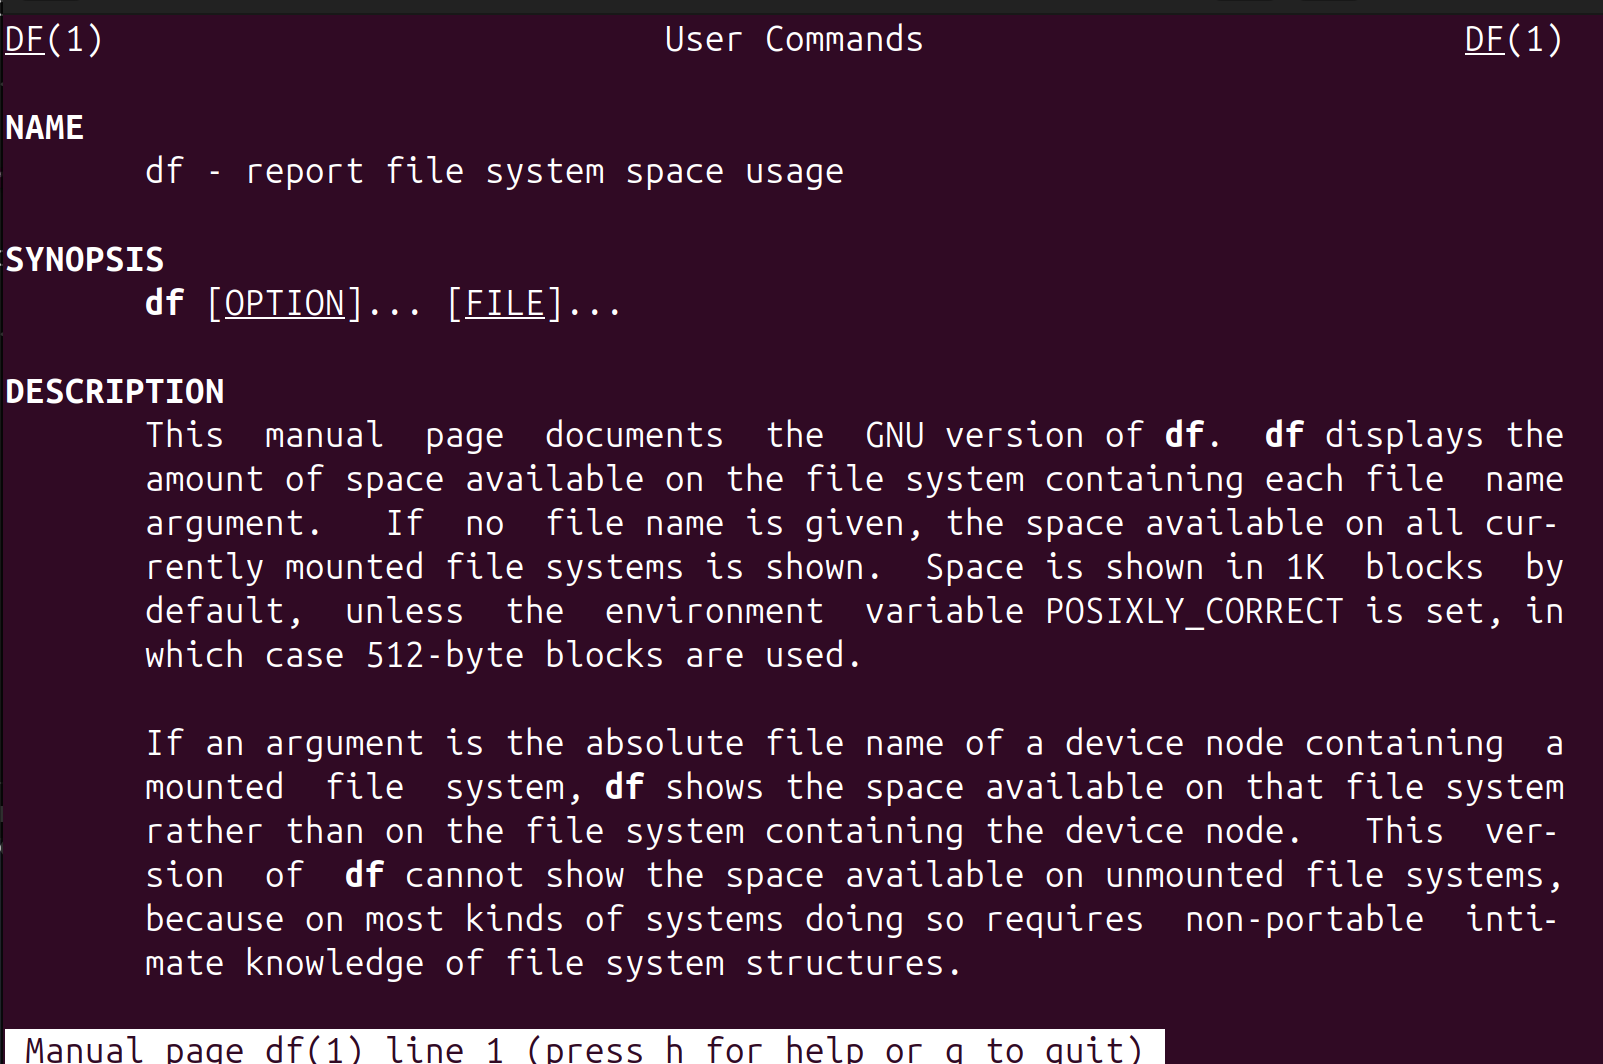 DF(1) User Commands DF(1)
NAME
df - report file system space usage
SYNOPSIS
df [OPTION]... [FILE]...
DESCRIPTION
This manual page documents the GNU version of df. df displays the
amount of space available on the file system containing each file name
argument. If no file name is given, the space available on all cur-
rently mounted file systems is shown. Space is shown in 1K blocks by
default, unless the environment variable POSIXLY_CORRECT is set, in
which case 512-byte blocks are used.
If an argument is the absolute file name of a device node containing a
mounted file system, df shows the space available on that file system
rather than on the file system containing the device node. This ver-
sion of df cannot show the space available on unmounted file systems,
because on most kinds of systems doing so requires non-portable inti-
mate knowledge of file system structures.
Manual page df(1) line 1 (press h for help or q to quit)